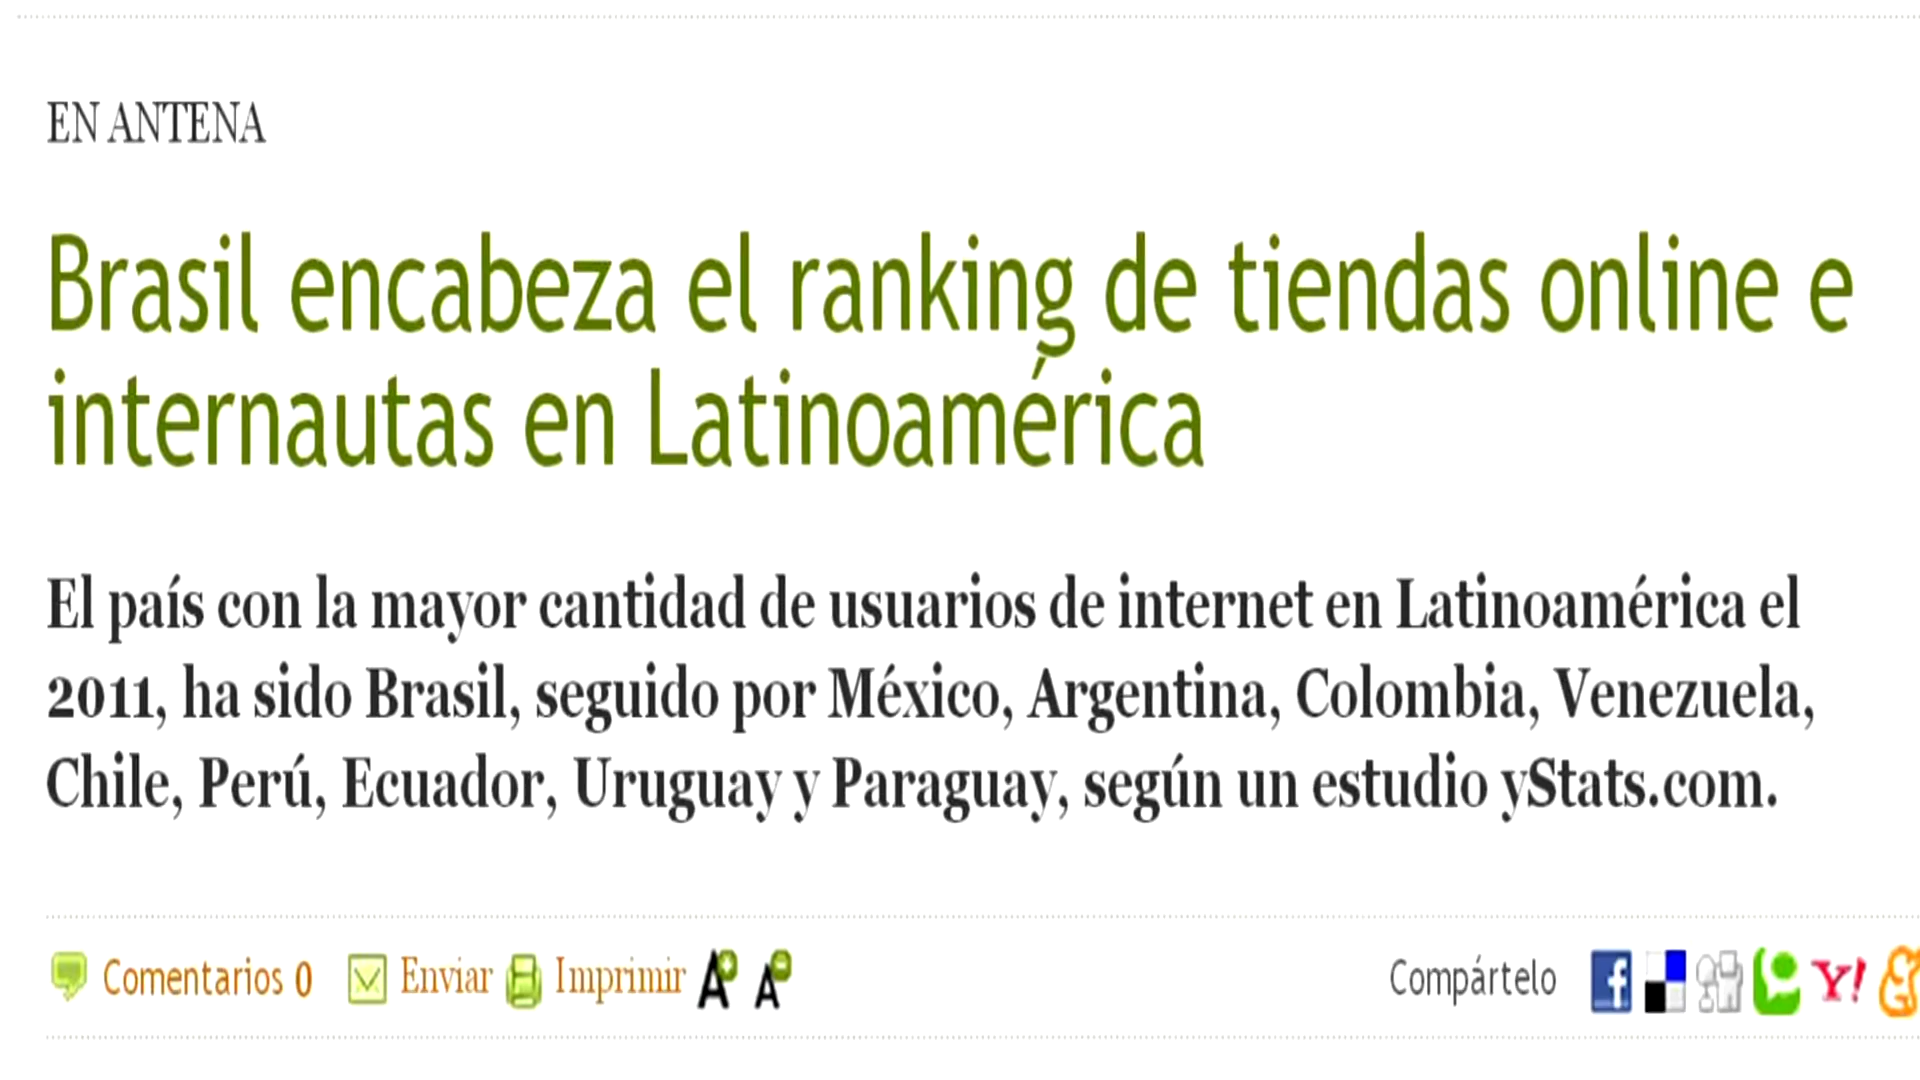 EN ANTENA
Brasil encabeza el ranking de tiendas online e
internautas en Latinoamérica
El país con la mayor cantidad de usuarios de internet en Latinoamérica el
2011, ha sido Brasil, seguido por México, Argentina, Colombia, Venezuela,
Chile, Perú, Ecuador, Uruguay y Paraguay, según un estudio yStats.com.
Comentarios 0 Enviar Imprimir A A Compártelo f Y!